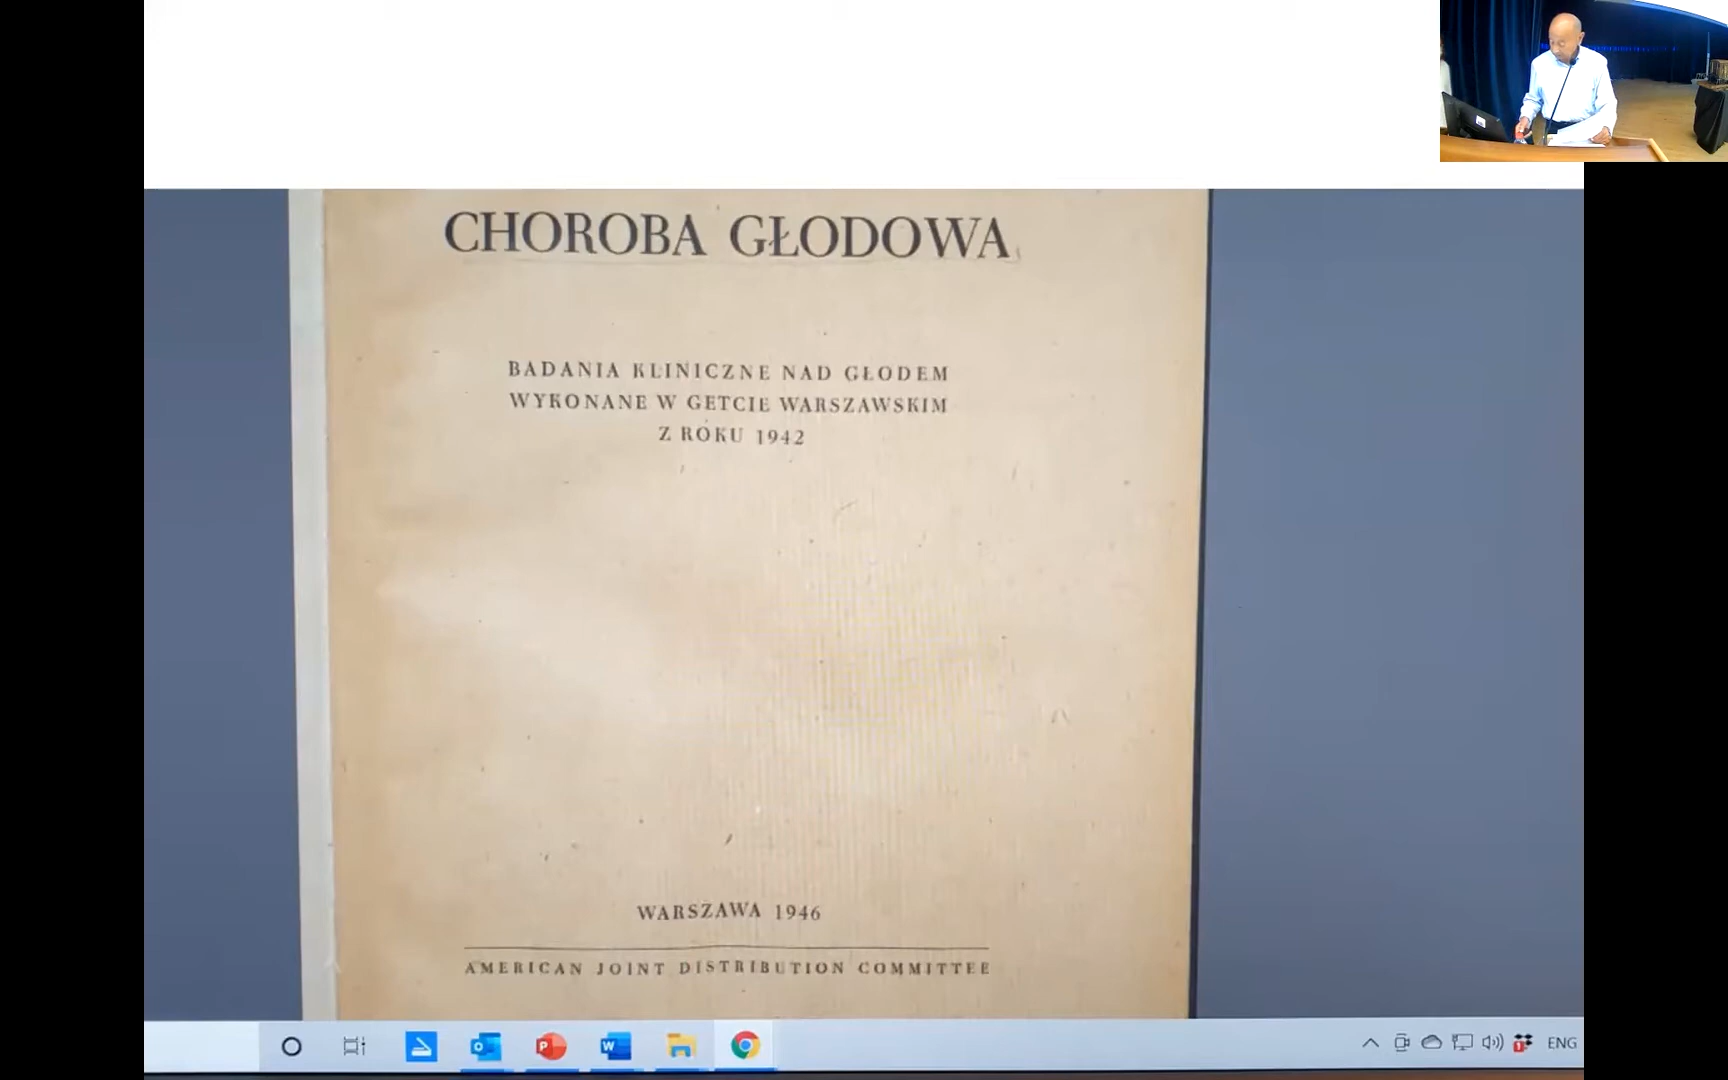 CHOROBA GŁODOWA
BADANIA KLINICZNE NAD GŁODEM
WYKONANE W GETCIE WARSZAWSKIM
Z ROKU 1942
WARSZAWA 1946
AMERICAN JOINT DISTRIBUTION COMMITTEE
ENG